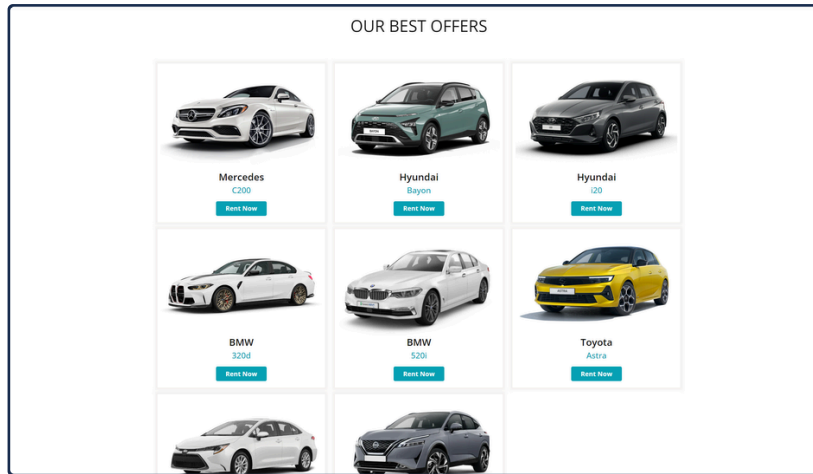 OUR BEST OFFERS
Mercedes
C200
Rent Now
Hyundai
Bayon
Rent Now
Hyundai
i20
Rent Now
BMW
320d
Rent Now
BMW
520i
Rent Now
Toyota
Astra
Rent Now